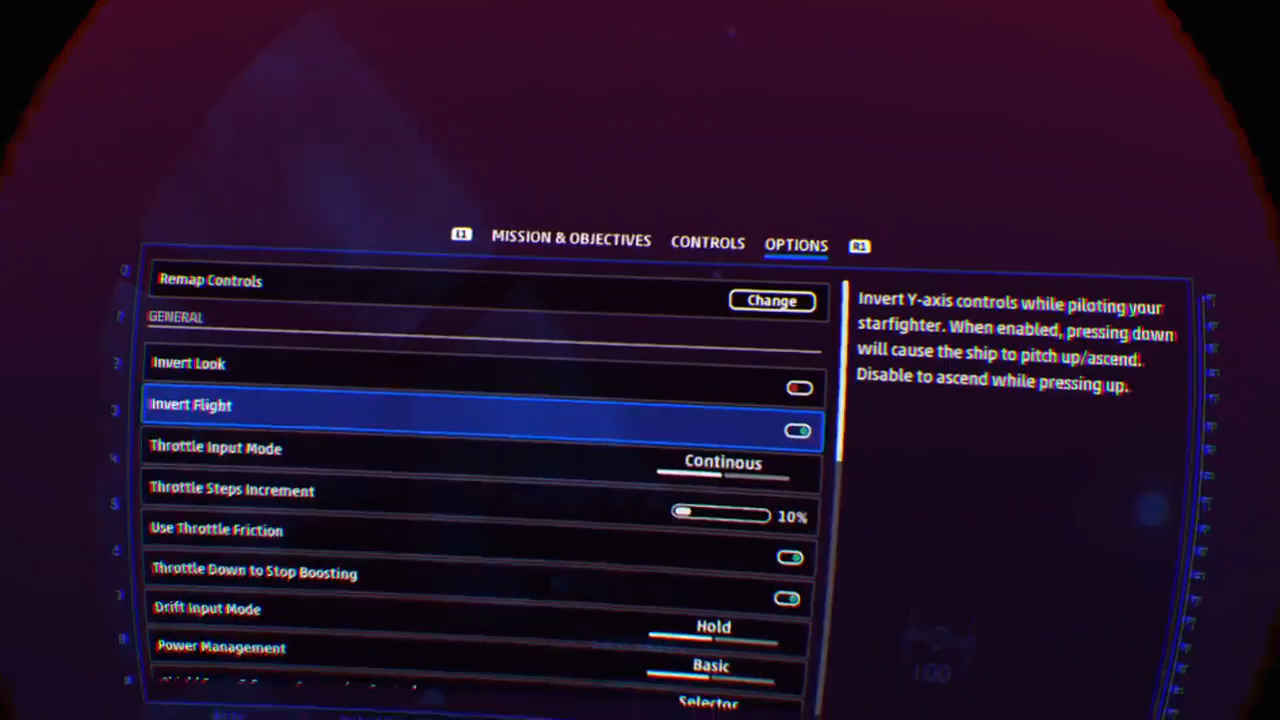 L1 MISSION & OBJECTIVES CONTROLS OPTIONS R1
Remap Controls Change
GENERAL
Invert Look
Invert Flight
Throttle Input Mode Continous
Throttle Steps Increment 10%
Use Throttle Friction
Throttle Down to Stop Boosting
Drift Input Mode Hold
Power Management Basic
Selector
Invert Y-axis controls while piloting your
starfighter. When enabled, pressing down
will cause the ship to pitch up/ascend.
Disable to ascend while pressing up.
100